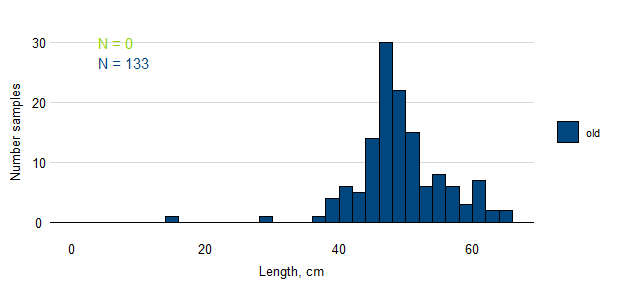 N = 0
N = 133
30
20
10
0
Number samples
0 20 40 60
Length, cm
old